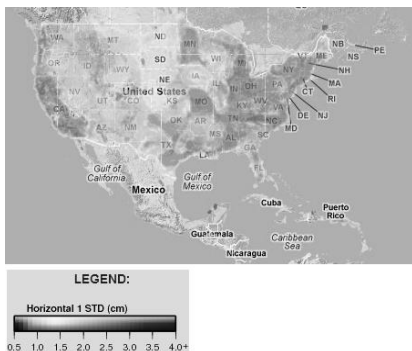 NB
PE
WA
MT
ND
MN
VT
ME
NS
OR
ID
SD
WI
NY
NH
WY
NE
IA
MA
NV
UT
CO
United States
KS
MO
IL
IN
OH
PA
WV
KY
VA
CT
RI
CA
AZ
NM
OK
AR
TN
NC
NJ
DE
MD
TX
MS
AL
SC
LA
GA
FL
Gulf of
California
Gulf of
Mexico
Mexico
Cuba
Puerto
Rico
Guatemala
Caribbean
Sea
Nicaragua
LEGEND:
Horizontal 1 STD (cm)
0.5 1.0 1.5 2.0 2.5 3.0 3.5 4.0+